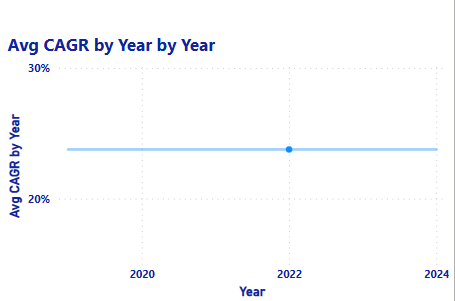 Avg CAGR by Year by Year
30%
Avg CAGR by Year
20%
2020 2022 2024
Year